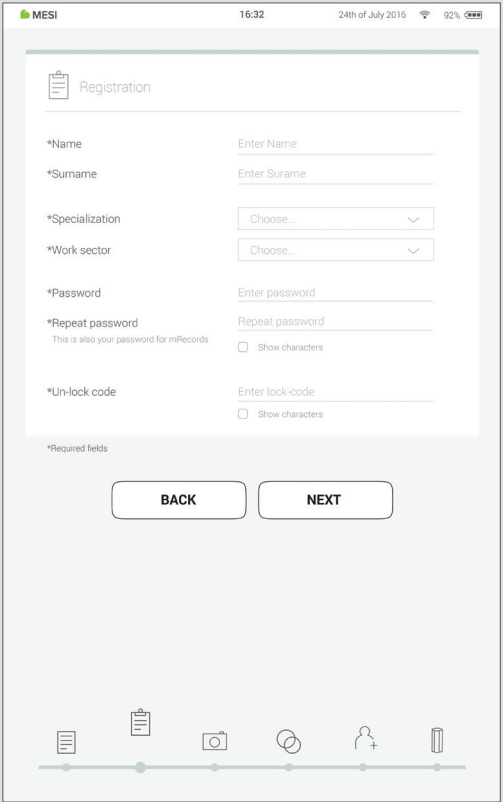 MESI 16:32 24th of July 2016 92%
Registration
*Name Enter Name
*Surname Enter Surame
*Specialization Choose...
*Work sector Choose...
*Password Enter password
*Repeat password Repeat password
This is also your password for mRecords Show characters
*Un-lock code Enter lock-code
Show characters
*Required fields
BACK NEXT